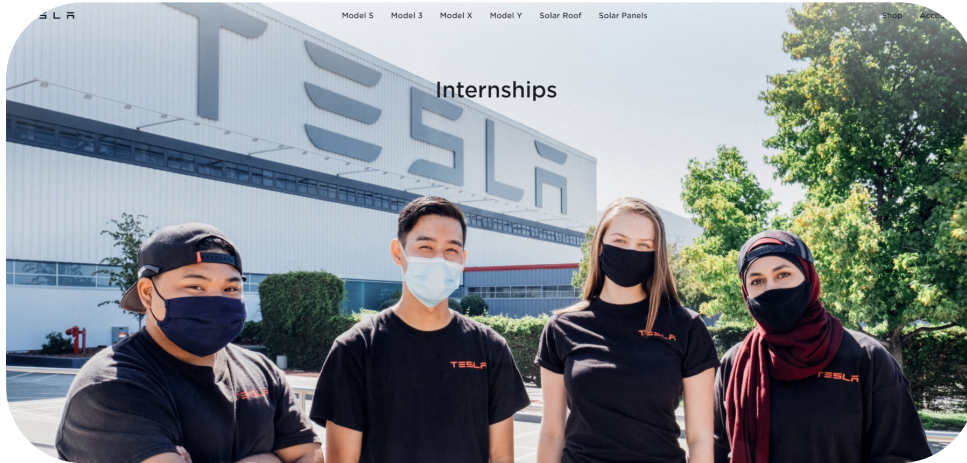 Model S Model 3 Model X Model Y Solar Roof Solar Panels
Shop
Internships
TESLA
TESLA
TESLA
TESLA
TESLA